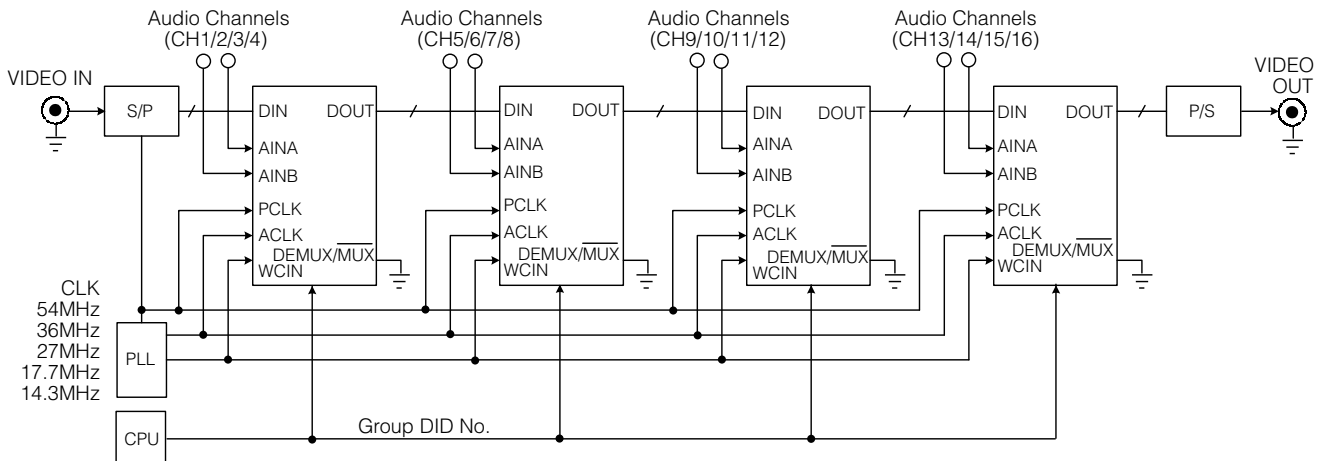 Audio Channels
(CH1/2/3/4)
Audio Channels
(CH5/6/7/8)
Audio Channels
(CH9/10/11/12)
Audio Channels
(CH13/14/15/16)
VIDEO IN
S/P
DIN DOUT
AINA
AINB
PCLK
ACLK
DEMUX/MUX
WCIN
DIN DOUT
AINA
AINB
PCLK
ACLK
DEMUX/MUX
WCIN
DIN DOUT
AINA
AINB
PCLK
ACLK
DEMUX/MUX
WCIN
DIN DOUT
AINA
AINB
PCLK
ACLK
DEMUX/MUX
WCIN
P/S
VIDEO
OUT
CLK
54MHz
36MHz
27MHz
17.7MHz
14.3MHz
PLL
CPU
Group DID No.